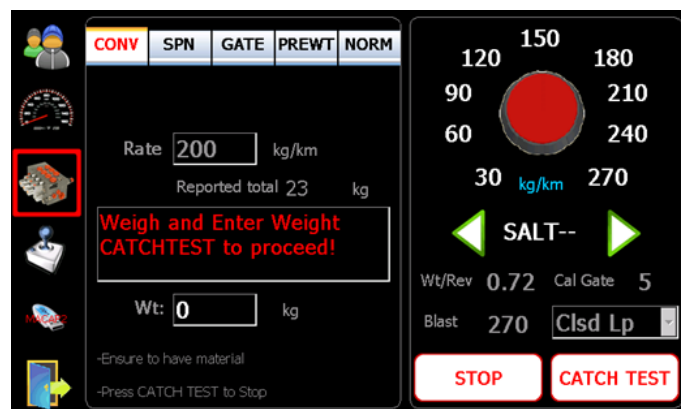 CONV SPN GATE PREWT NORM
Rate 200 kg/km
Reported total 23 kg
Weigh and Enter Weight
CATCHTEST to proceed!
Wt: 0 kg
-Ensure to have material
-Press CATCH TEST to Stop
150
120 180
90 210
60 240
30 kg/km 270
SALT--
Wt/Rev 0.72 Cal Gate 5
Blast 270 Clsd Lp
STOP CATCH TEST